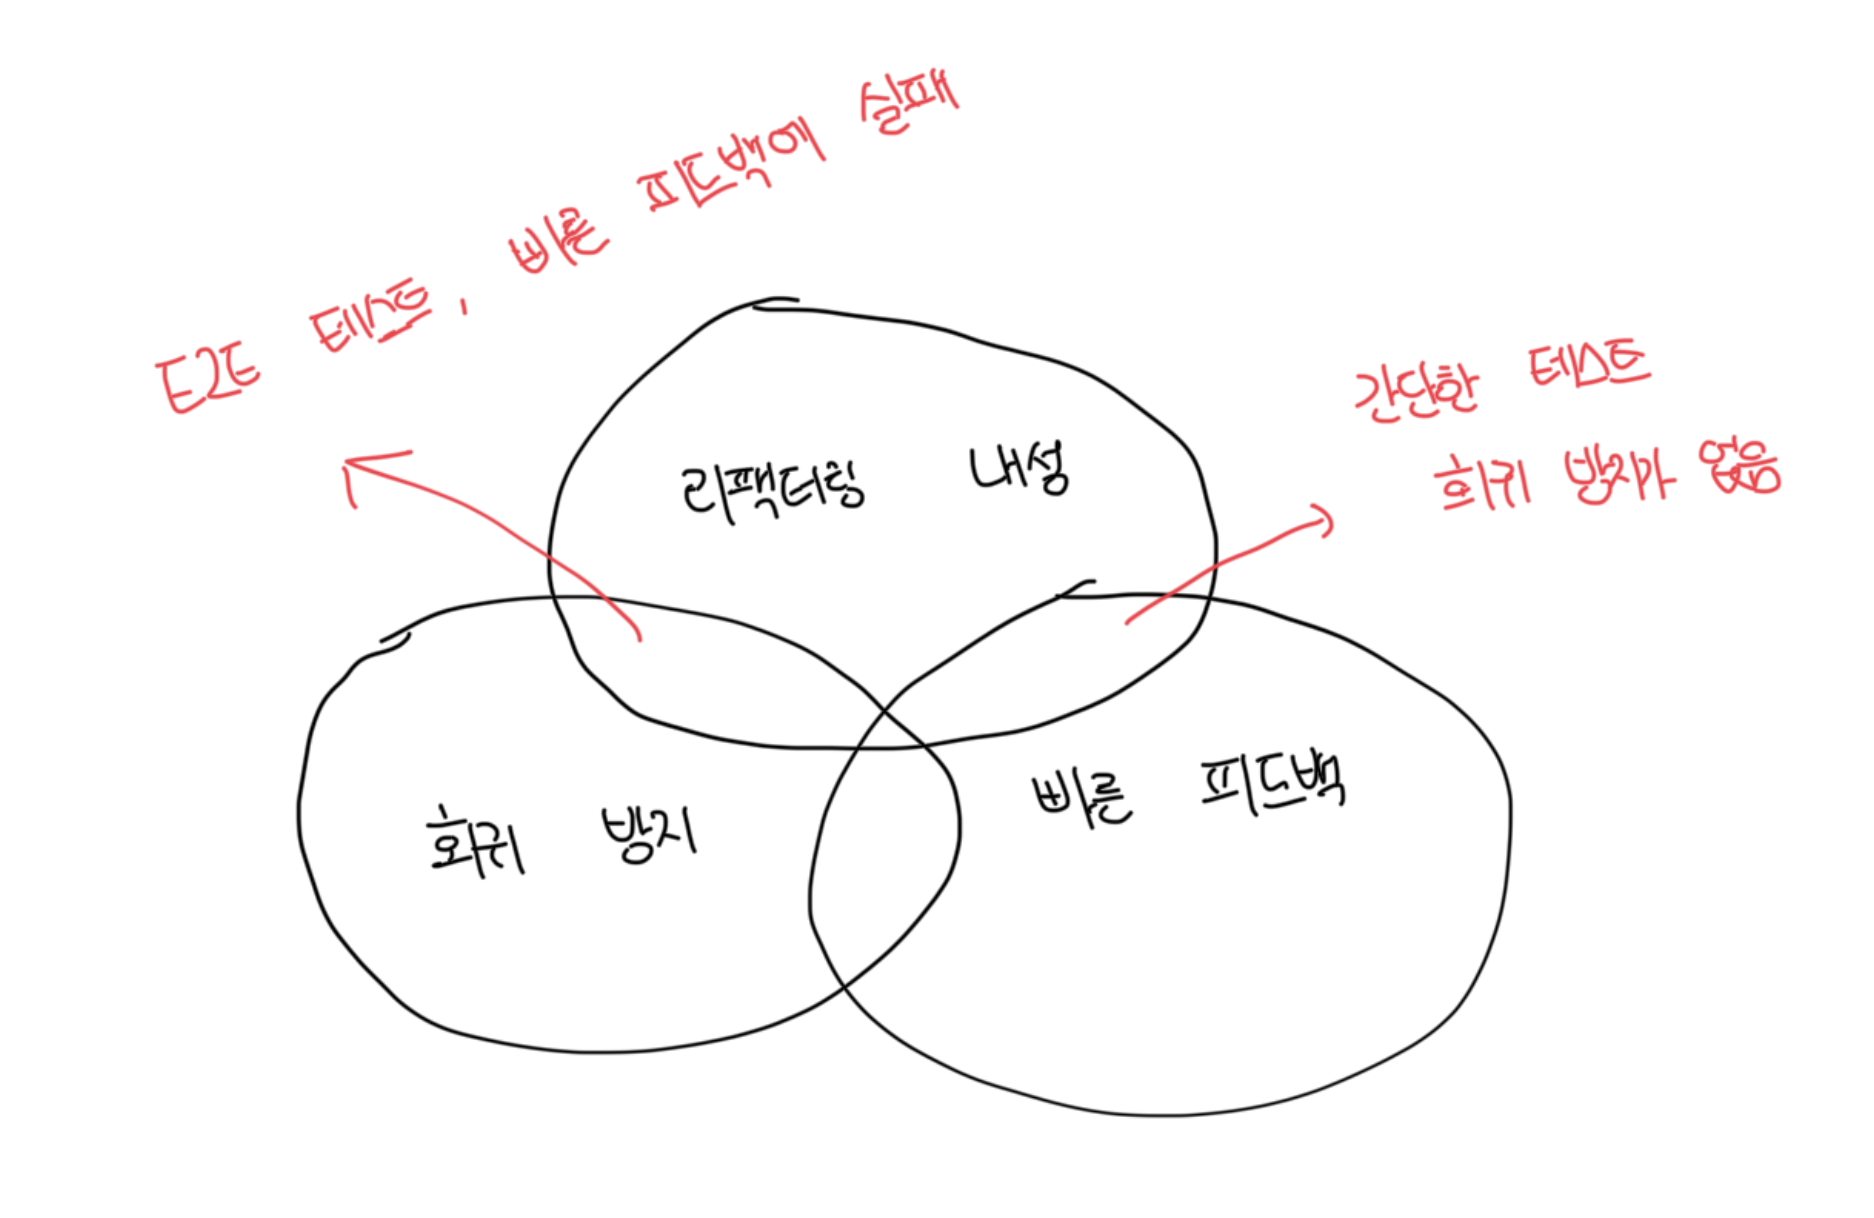 E2E 테스트, 빠른 피드백에 실패
간단한 테스트
회귀 방지가 없음
리팩터링 내성
회귀 방지
빠른 피드백